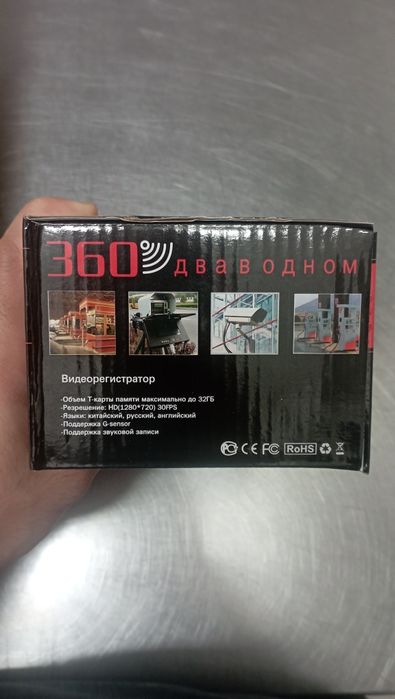 360° два в одном
Видеорегистратор
-Объем Т-карты памяти максимально до 32ГБ
-Резрешение: HD(1280*720) 30FPS
-Языки: китайский, русский, английский
-Поддержка G-sensor
-Поддержка звуковой записи
CE FC RoHS